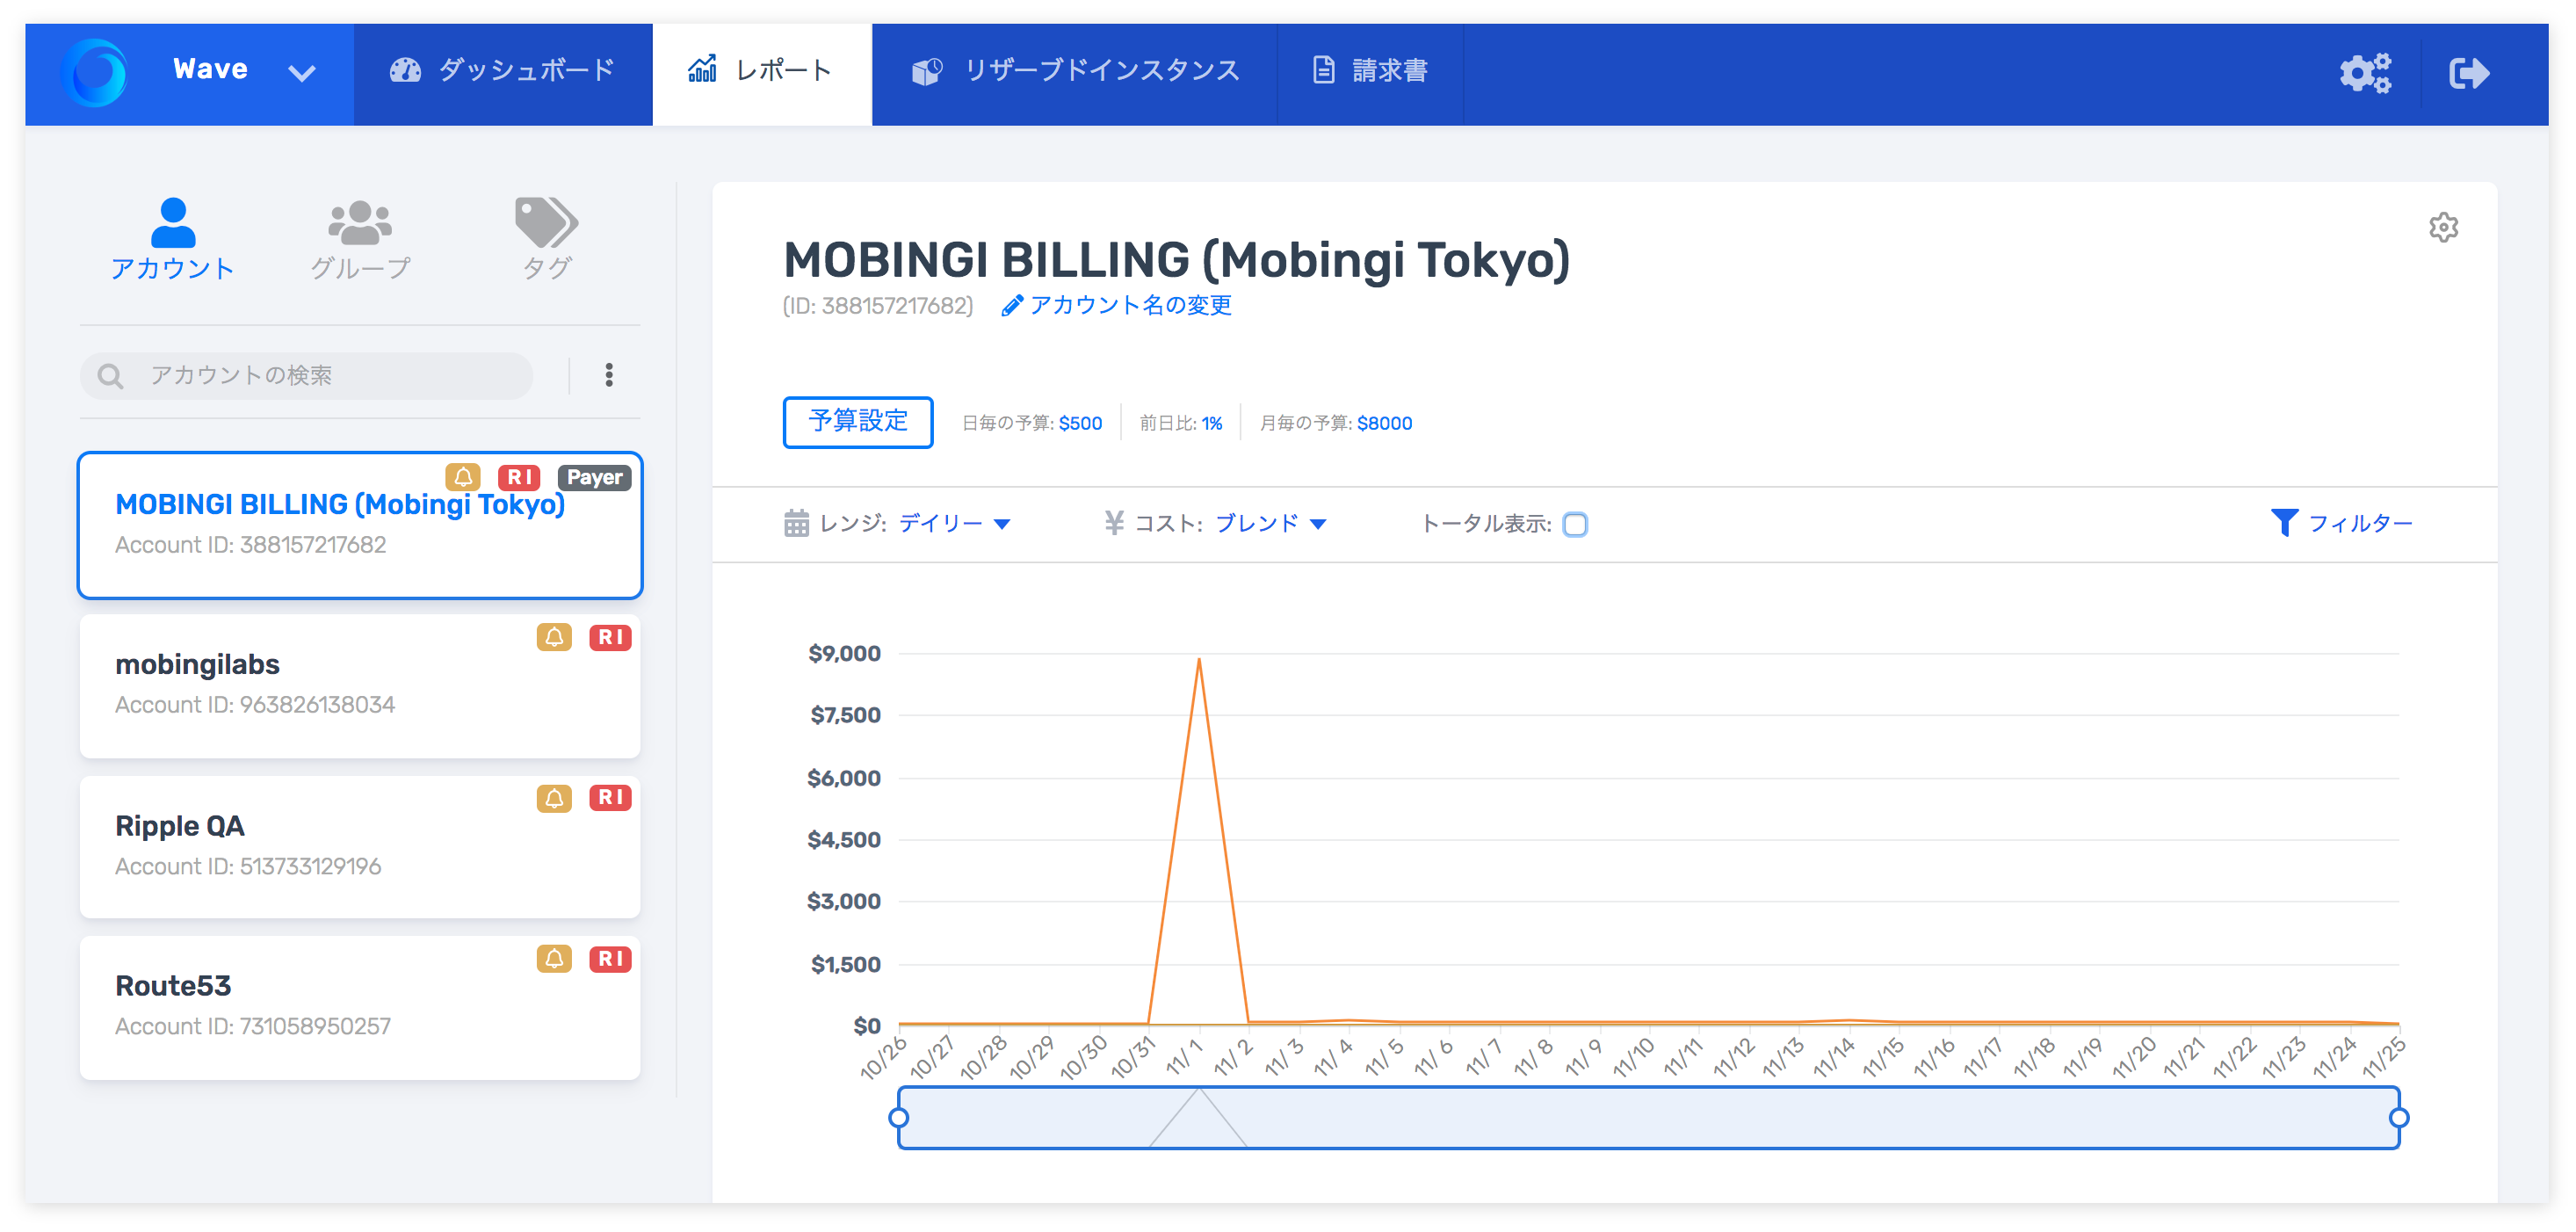 Wave
ダッシュボード
レポート
リザーブドインスタンス
請求書
アカウント
グループ
タグ
アカウントの検索
R I
Payer
MOBINGI BILLING (Mobingi Tokyo)
Account ID: 388157217682
R I
mobingilabs
Account ID: 963826138034
R I
Ripple QA
Account ID: 513733129196
R I
Route53
Account ID: 731058950257
MOBINGI BILLING (Mobingi Tokyo)
(ID: 388157217682) アカウント名の変更
予算設定 日毎の予算: $500 前日比: 1% 月毎の予算: $8000
レンジ: デイリー ¥ コスト: ブレンド トータル表示: フィルター
$9,000
$7,500
$6,000
$4,500
$3,000
$1,500
$0
10/26
10/27
10/28
10/29
10/30
10/31
11/ 1
11/ 2
11/ 3
11/ 4
11/ 5
11/ 6
11/ 7
11/ 8
11/ 9
11/10
11/11
11/12
11/13
11/14
11/15
11/16
11/17
11/18
11/19
11/20
11/21
11/22
11/23
11/24
11/25